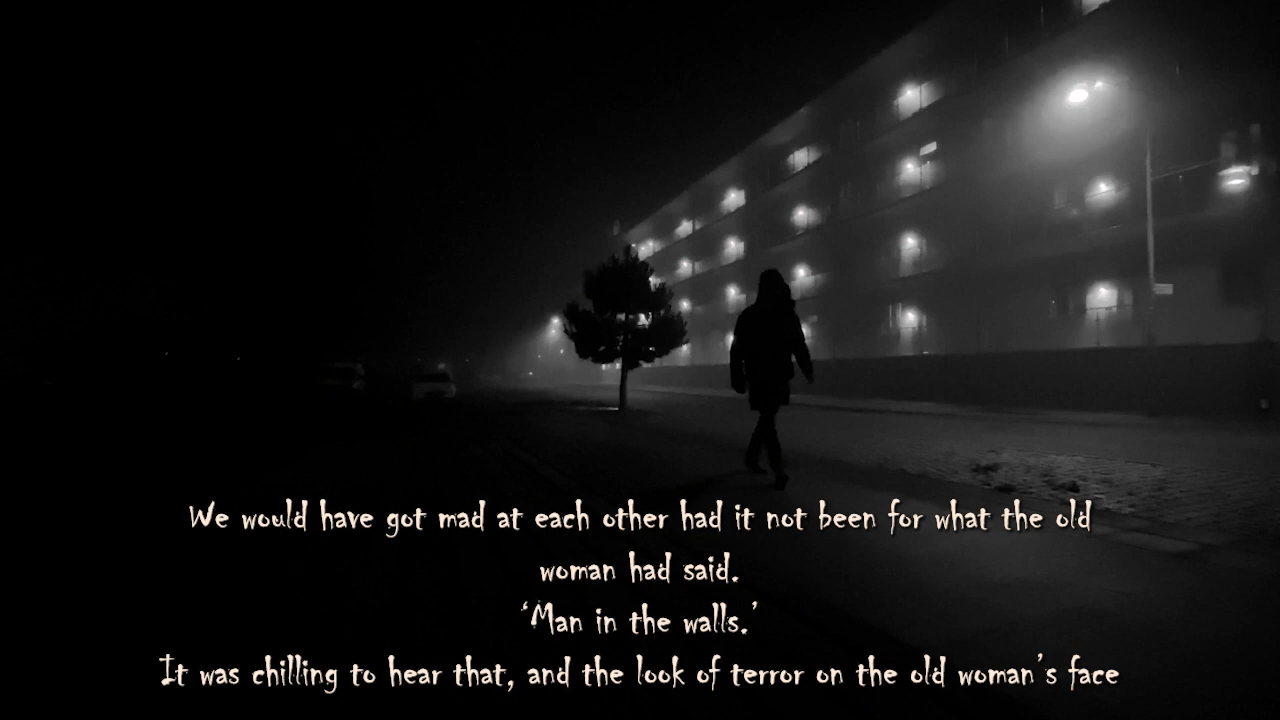 We would have got mad at each other had it not been for what the old
woman had said.
‘Man in the walls.’
It was chilling to hear that, and the look of terror on the old woman’s face